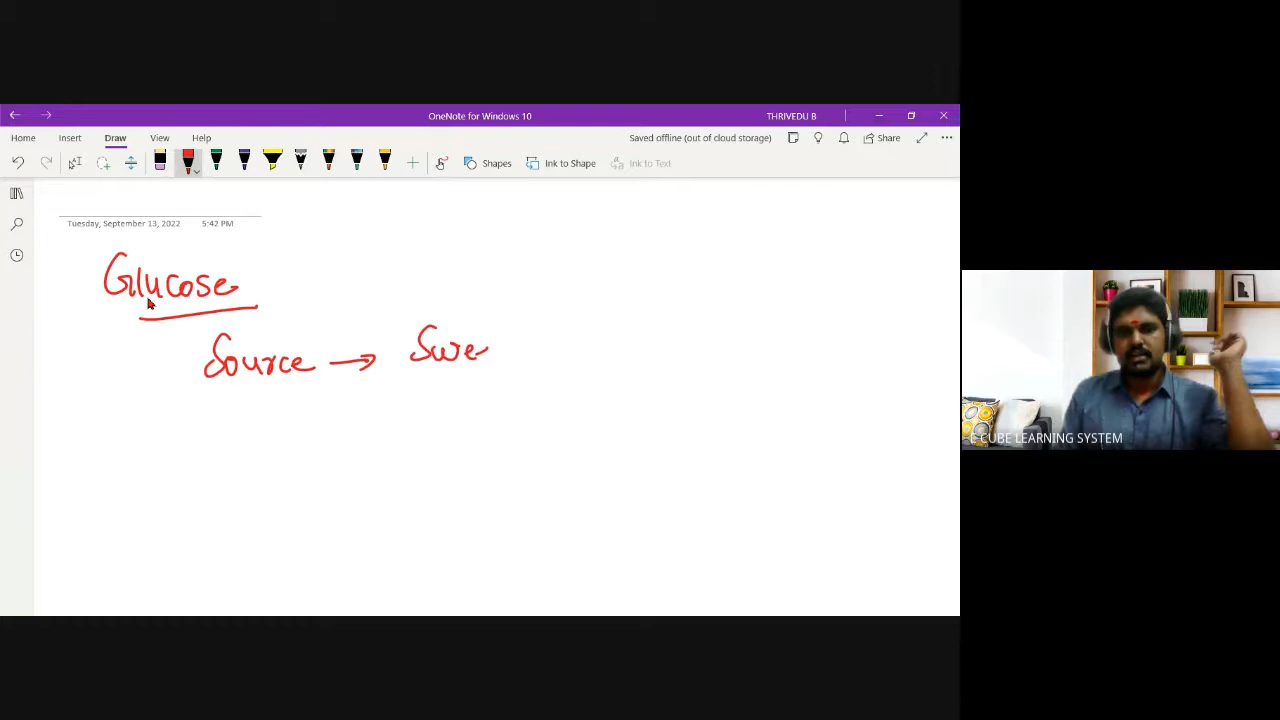 OneNote for Windows 10
THRIVEDU B
Home Insert Draw View Help
Saved offline (out of cloud storage)
Share
Shapes Ink to Shape Ink to Text
Tuesday, September 13, 2022 5:42 PM
Glucose
Source → Swe
E CUBE LEARNING SYSTEM